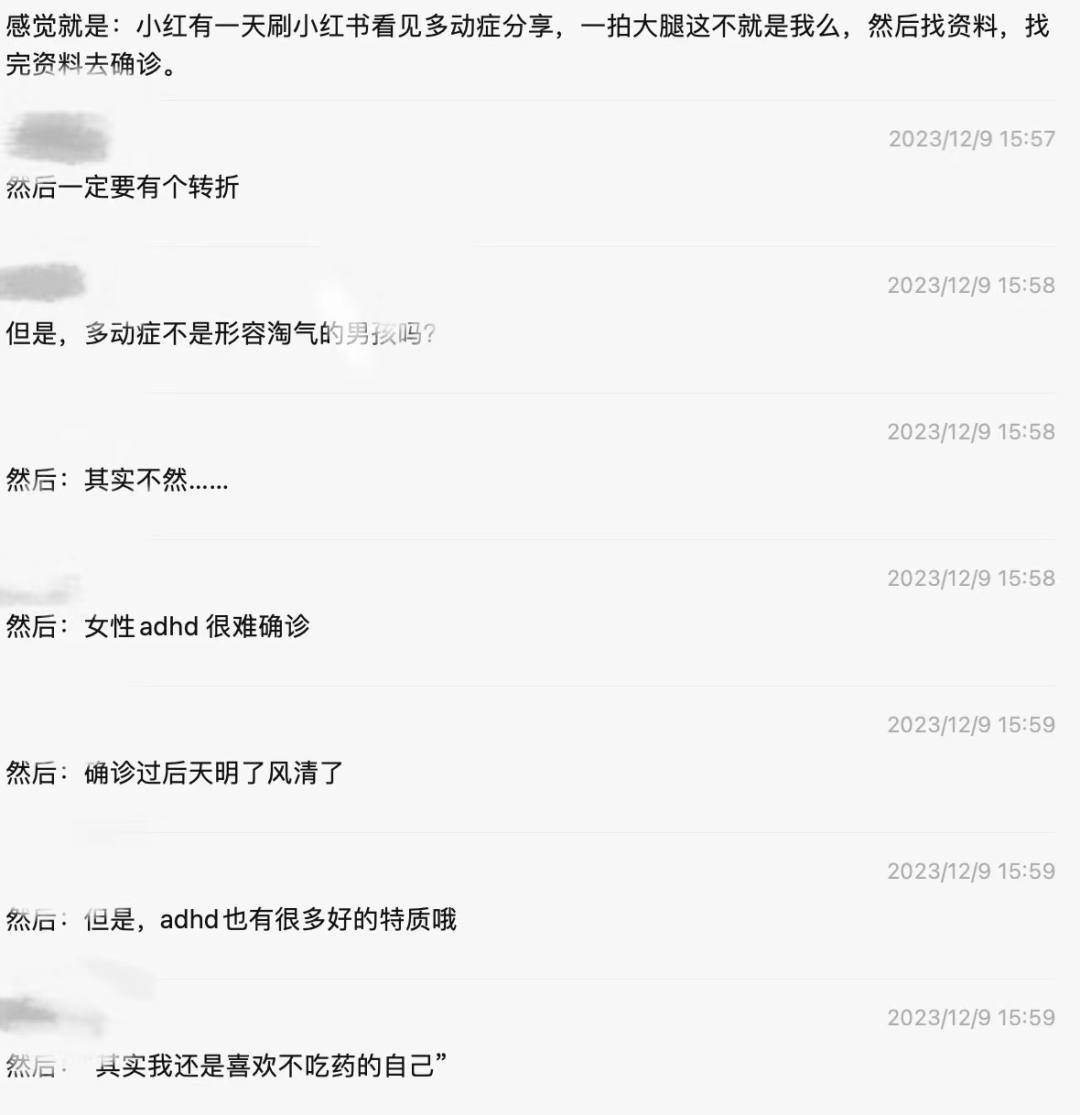 感觉就是：小红有一天刷小红书看见多动症分享，一拍大腿这不就是我么，然后找资料，找
完资料去确诊。
2023/12/9 15:57
然后一定要有个转折
2023/12/9 15:58
但是，多动症不是形容淘气的男孩吗？
2023/12/9 15:58
然后：其实不然……
2023/12/9 15:58
然后：女性adhd 很难确诊
2023/12/9 15:59
然后：确诊过后天明了风清了
2023/12/9 15:59
然后：但是，adhd也有很多好的特质哦
2023/12/9 15:59
然后：“其实我还是喜欢不吃药的自己”